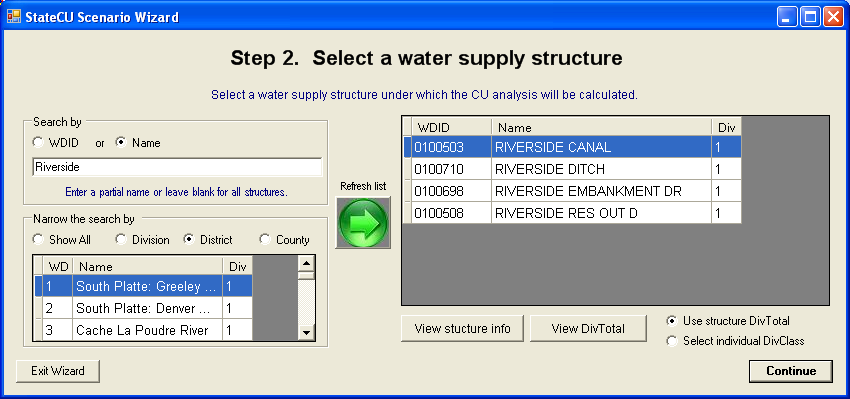 StateCU Scenario Wizard
Step 2. Select a water supply structure
Select a water supply structure under which the CU analysis will be calculated.
Search by
WDID or Name
Riverside
Enter a partial name or leave blank for all structures.
Narrow the search by
Show All Division District County
WD Name Div
1 South Platte: Greeley ... 1
2 South Platte: Denver ... 1
3 Cache La Poudre River 1
Exit Wizard
Refresh list
WDID Name Div
0100503 RIVERSIDE CANAL 1
0100710 RIVERSIDE DITCH 1
0100698 RIVERSIDE EMBANKMENT DR 1
0100508 RIVERSIDE RES OUT D 1
View stucture info View DivTotal
Use structure DivTotal
Select individual DivClass
Continue